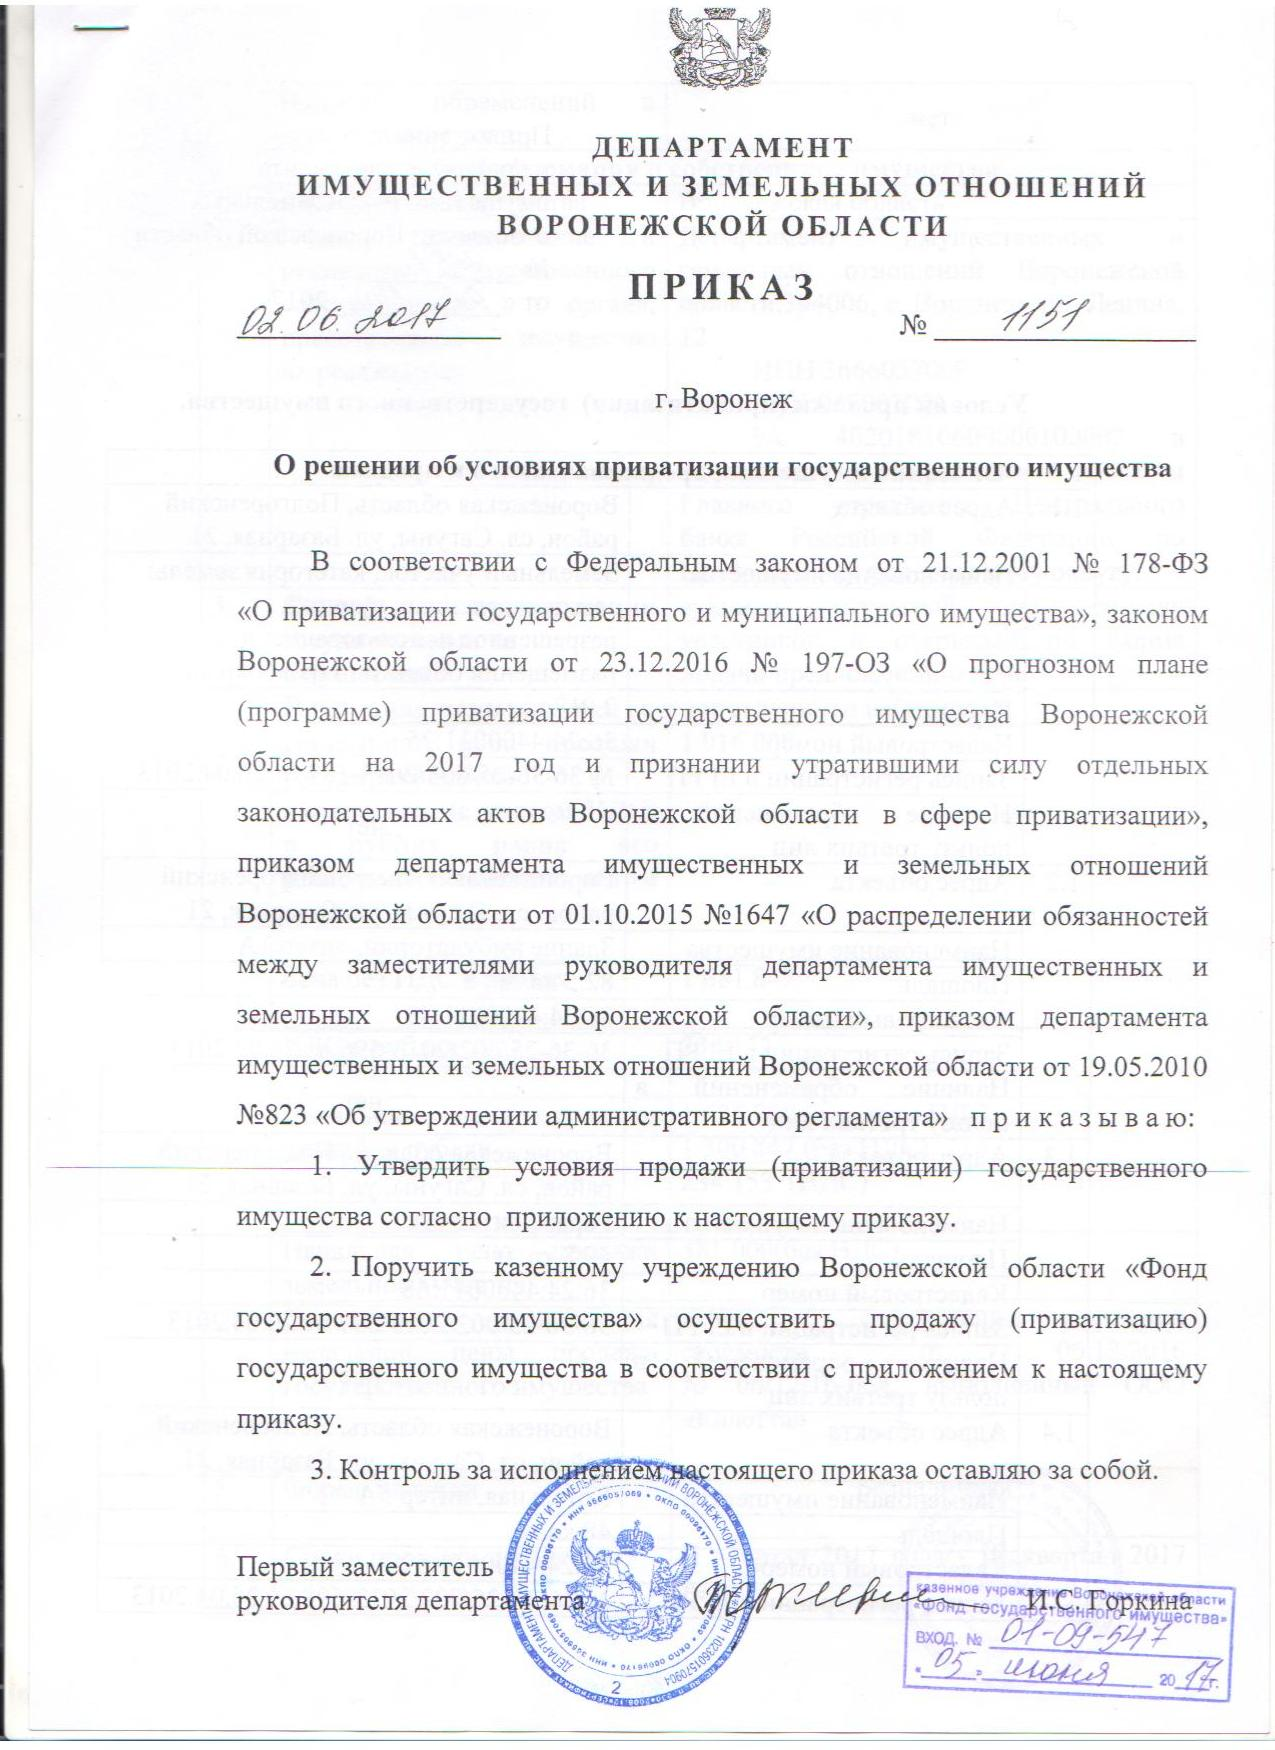 ДЕПАРТАМЕНТ
ИМУЩЕСТВЕННЫХ И ЗЕМЕЛЬНЫХ ОТНОШЕНИЙ
ВОРОНЕЖСКОЙ ОБЛАСТИ
ПРИКАЗ
02.06.2017 № 1151
г. Воронеж
О решении об условиях приватизации государственного имущества
В соответствии с Федеральным законом от 21.12.2001 № 178-ФЗ
«О приватизации государственного и муниципального имущества», законом
Воронежской области от 23.12.2016 № 197-ОЗ «О прогнозном плане
(программе) приватизации государственного имущества Воронежской
области на 2017 год и признании утратившими силу отдельных
законодательных актов Воронежской области в сфере приватизации»,
приказом департамента имущественных и земельных отношений
Воронежской области от 01.10.2015 №1647 «О распределении обязанностей
между заместителями руководителя департамента имущественных и
земельных отношений Воронежской области», приказом департамента
имущественных и земельных отношений Воронежской области от 19.05.2010
№823 «Об утверждении административного регламента» п р и к а з ы в а ю:
1. Утвердить условия продажи (приватизации) государственного
имущества согласно приложению к настоящему приказу.
2. Поручить казенному учреждению Воронежской области «Фонд
государственного имущества» осуществить продажу (приватизацию)
государственного имущества в соответствии с приложением к настоящему
приказу.
3. Контроль за исполнением настоящего приказа оставляю за собой.
Первый заместитель
руководителя департамента И.С. Торкина
казенное учреждение Воронежской области
«Фонд государственного имущества»
ВХОД. № 01-09-547
«05» июня 2017г.
2